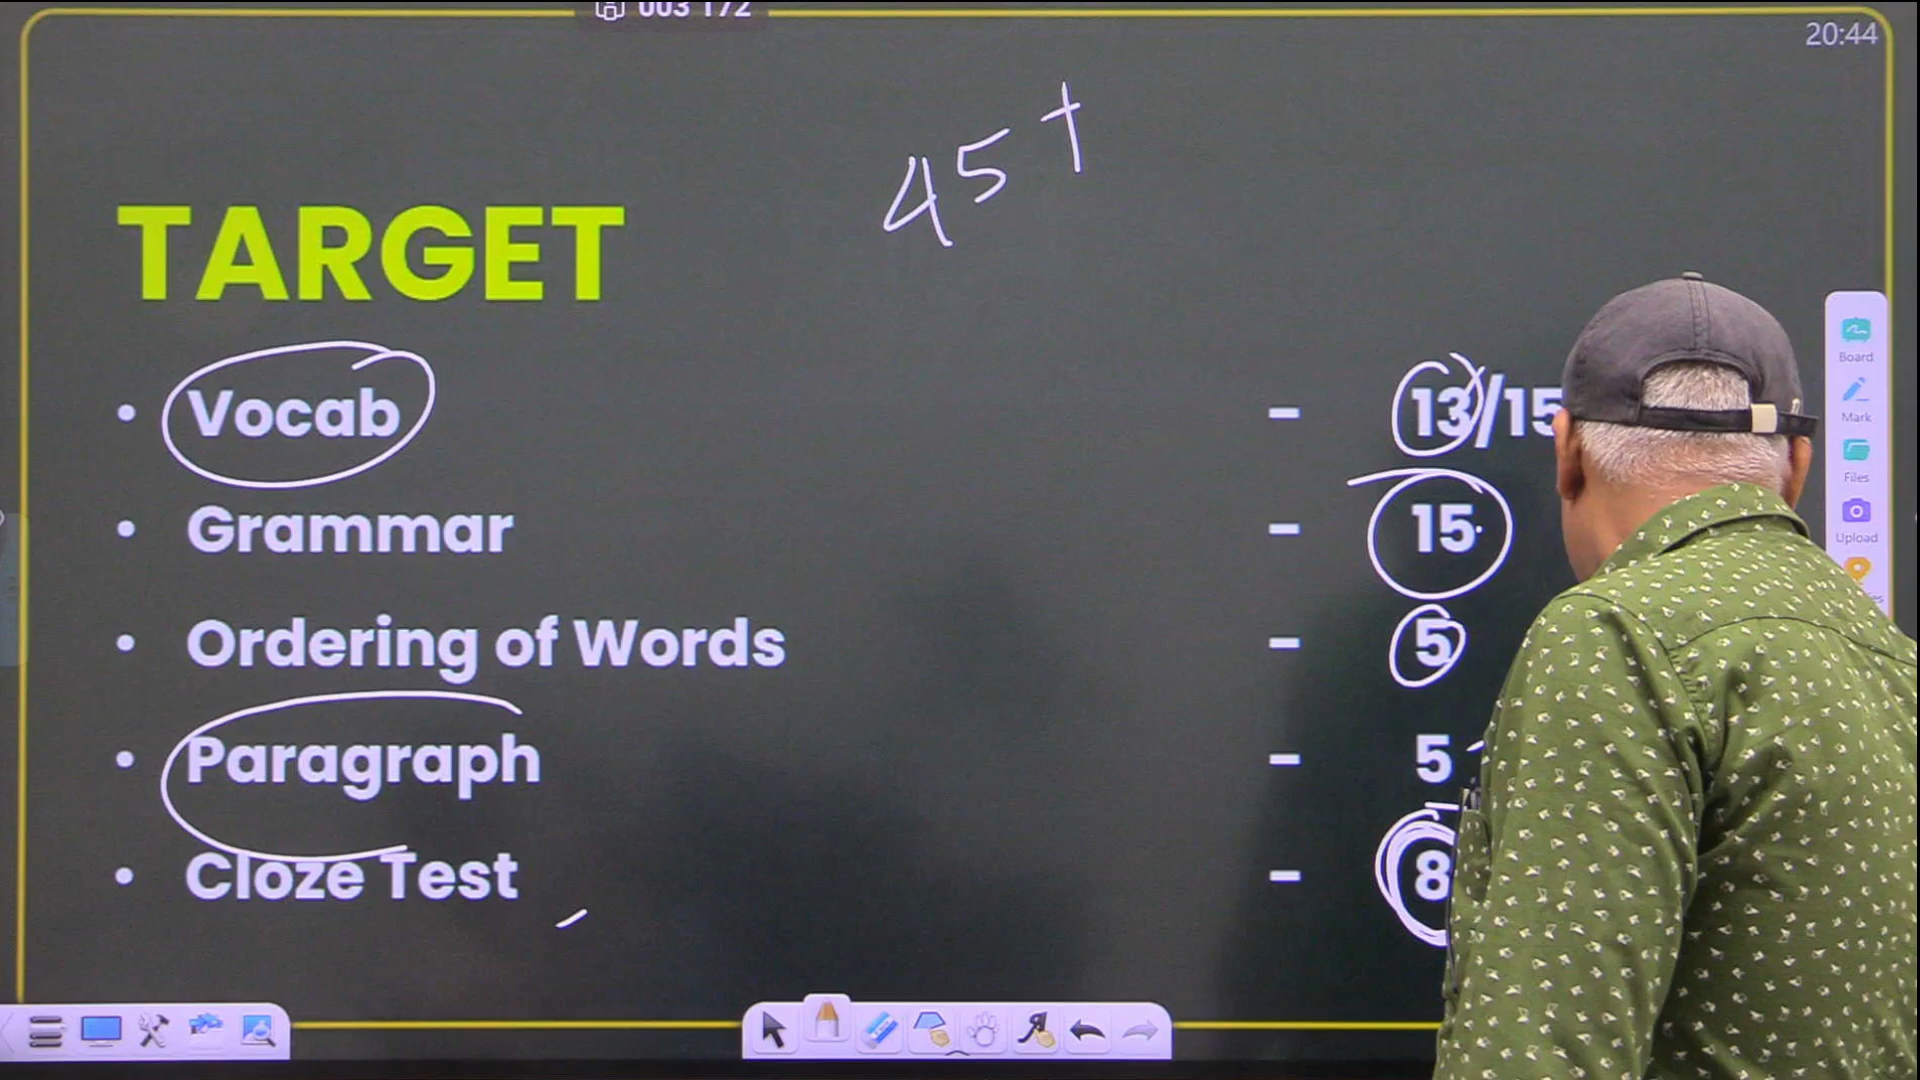 20:44
45+
TARGET
• Vocab - 13/15
• Grammar - 15
• Ordering of Words - 5
• Paragraph - 5
• Cloze Test - 8
Board
Mark
Files
Upload